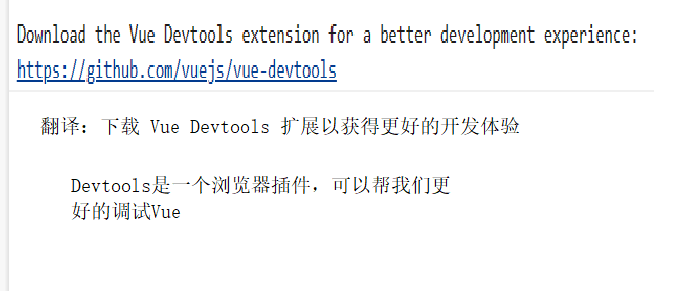 Download the Vue Devtools extension for a better development experience:
https://github.com/vuejs/vue-devtools
翻译：下载 Vue Devtools 扩展以获得更好的开发体验
Devtools是一个浏览器插件，可以帮我们更
好的调试Vue